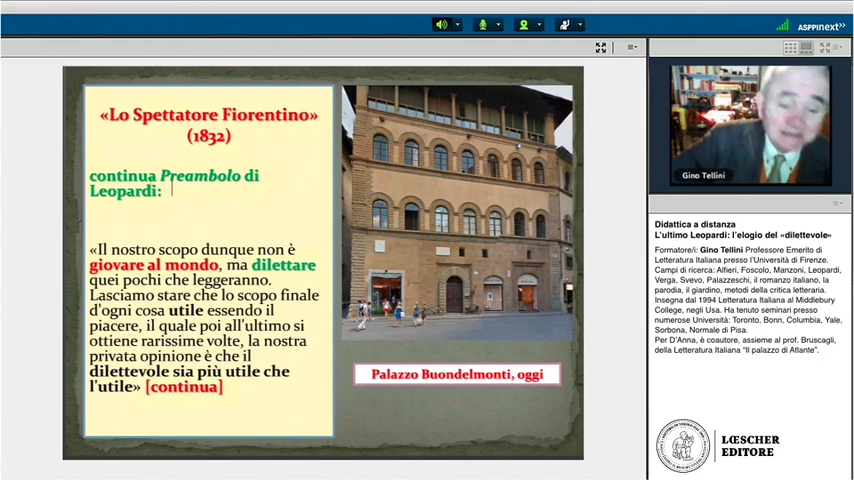 ASPPInext>>
«Lo Spettatore Fiorentino»
(1832)
continua Preambolo di
Leopardi:
«Il nostro scopo dunque non è
giovare al mondo, ma dilettare
quei pochi che leggeranno.
Lasciamo stare che lo scopo finale
d'ogni cosa utile essendo il
piacere, il quale poi all'ultimo si
ottiene rarissime volte, la nostra
privata opinione è che il
dilettevole sia più utile che
l'utile» [continua]
Palazzo Buondelmonti, oggi
Gino Tellini
Didattica a distanza
L'ultimo Leopardi: l'elogio del «dilettevole»
Formatore/i: Gino Tellini Professore Emerito di
Letteratura Italiana presso l'Università di Firenze.
Campi di ricerca: Alfieri, Foscolo, Manzoni, Leopardi,
Verga, Svevo, Palazzeschi, il romanzo italiano, la
parodia, il giardino, metodi della critica letteraria.
Insegna dal 1994 Letteratura Italiana al Middlebury
College, negli Usa. Ha tenuto seminari presso
numerose Università: Toronto, Bonn, Columbia, Yale,
Sorbona, Normale di Pisa.
Per D'Anna, è coautore, assieme al prof. Bruscagli,
della Letteratura Italiana "Il palazzo di Atlante".
LŒSCHER
EDITORE